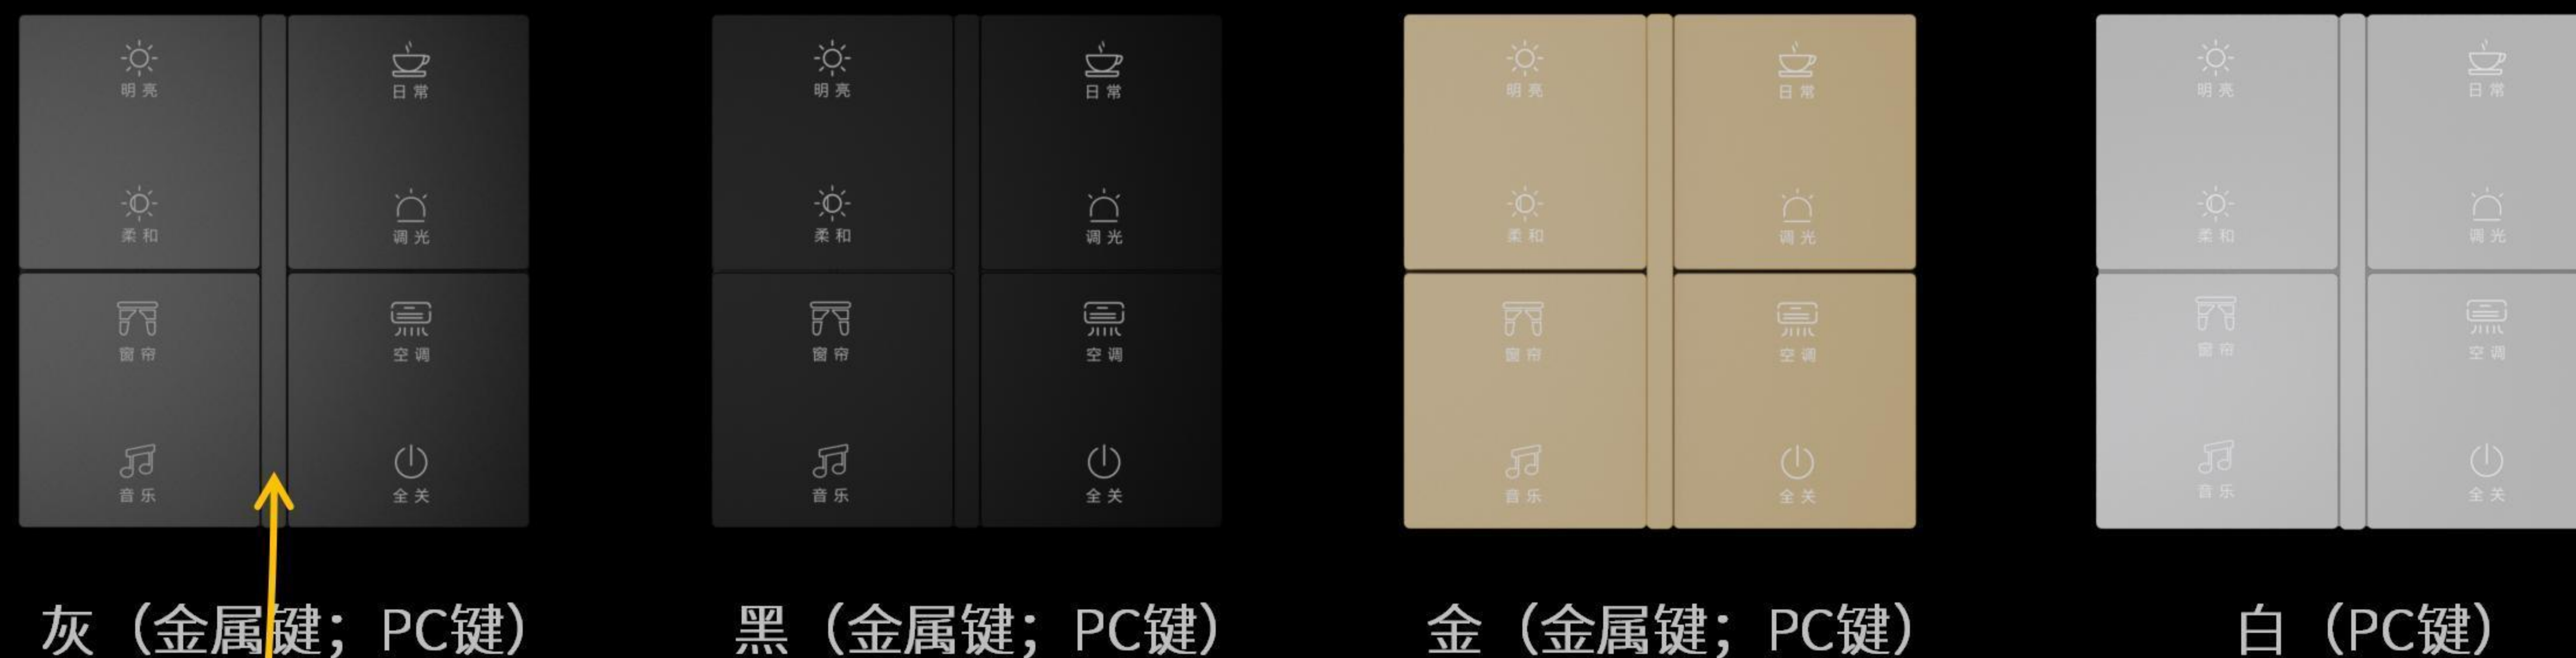 明亮
日常
柔和
调光
窗帘
空调
音乐
全关
灰（金属键；PC键）
明亮
日常
柔和
调光
窗帘
空调
音乐
全关
黑（金属键；PC键）
明亮
日常
柔和
调光
窗帘
空调
音乐
全关
金（金属键；PC键）
明亮
日常
柔和
调光
窗帘
空调
音乐
全关
白（PC键）